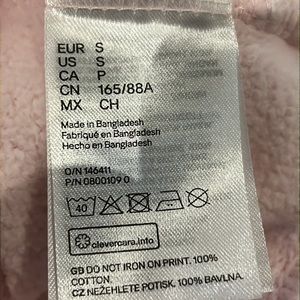 EUR S
US S
CA P
CN 165/88A
MX CH
Made in Bangladesh
Fabriqué en Bangladesh
Hecho en Bangladesh
O/N 146411
P/N 0800109 0
40
clevercare.info
GB DO NOT IRON ON PRINT. 100%
COTTON.
CZ NEŽEHLETE POTISK. 100% BAVLNA.